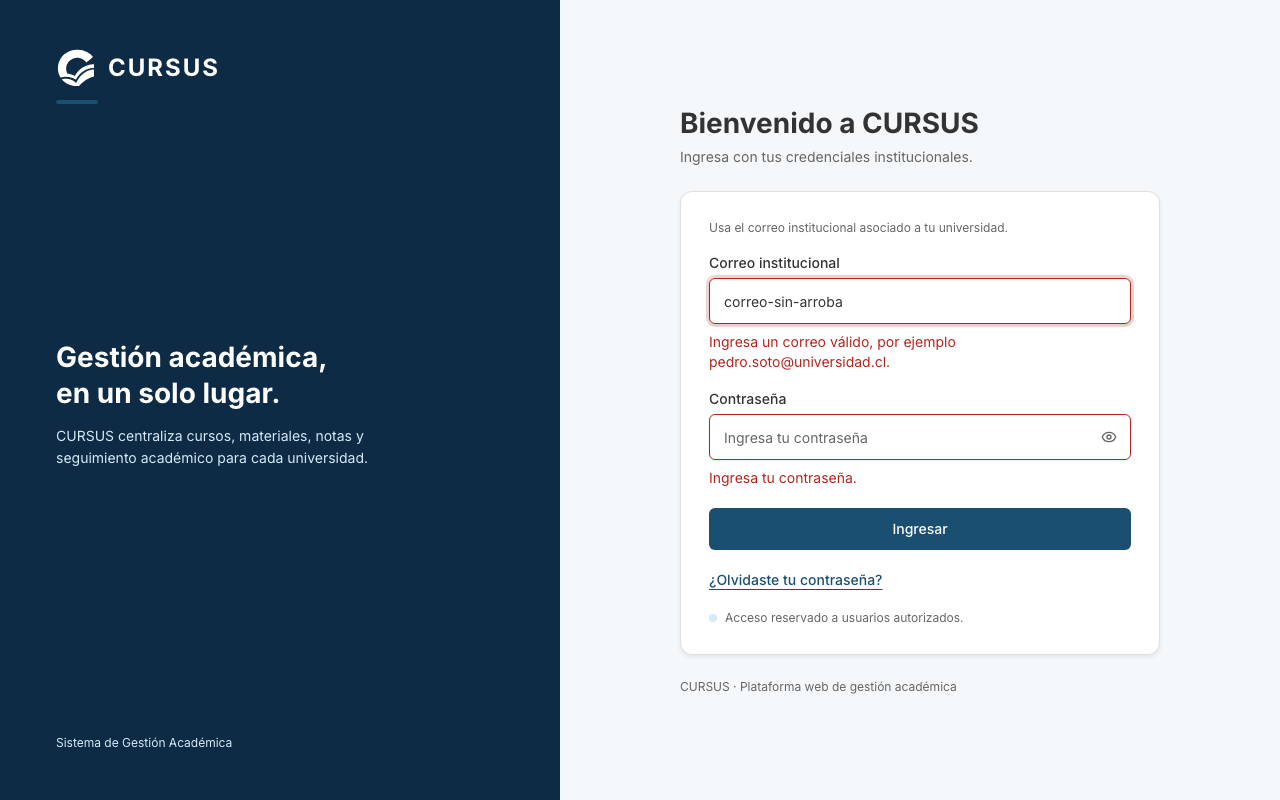 CURSUS
Gestión académica,
en un solo lugar.
CURSUS centraliza cursos, materiales, notas y
seguimiento académico para cada universidad.
Sistema de Gestión Académica
Bienvenido a CURSUS
Ingresa con tus credenciales institucionales.
Usa el correo institucional asociado a tu universidad.
Correo institucional
correo-sin-arroba
Ingresa un correo válido, por ejemplo
pedro.soto@universidad.cl.
Contraseña
Ingresa tu contraseña
Ingresa tu contraseña.
Ingresar
¿Olvidaste tu contraseña?
Acceso reservado a usuarios autorizados.
CURSUS · Plataforma web de gestión académica